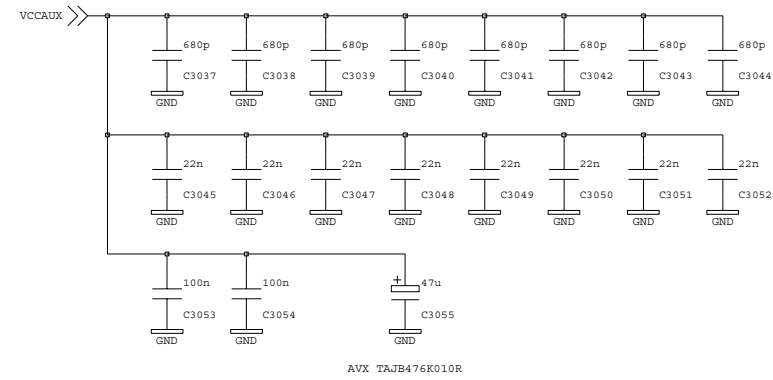 VCCAUX
680p 680p 680p 680p 680p 680p 680p 680p
C3037 C3038 C3039 C3040 C3041 C3042 C3043 C3044
GND GND GND GND GND GND GND GND
22n 22n 22n 22n 22n 22n 22n 22n
C3045 C3046 C3047 C3048 C3049 C3050 C3051 C3052
GND GND GND GND GND GND GND GND
100n 100n + 47u
C3053 C3054 C3055
GND GND GND
AVX TAJB476K010R